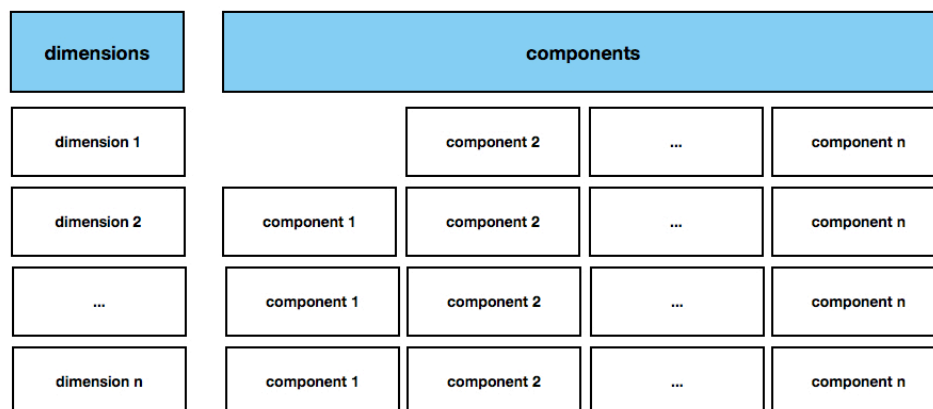 dimensions components
dimension 1 component 2 ... component n
dimension 2 component 1 component 2 ... component n
... component 1 component 2 ... component n
dimension n component 1 component 2 ... component n